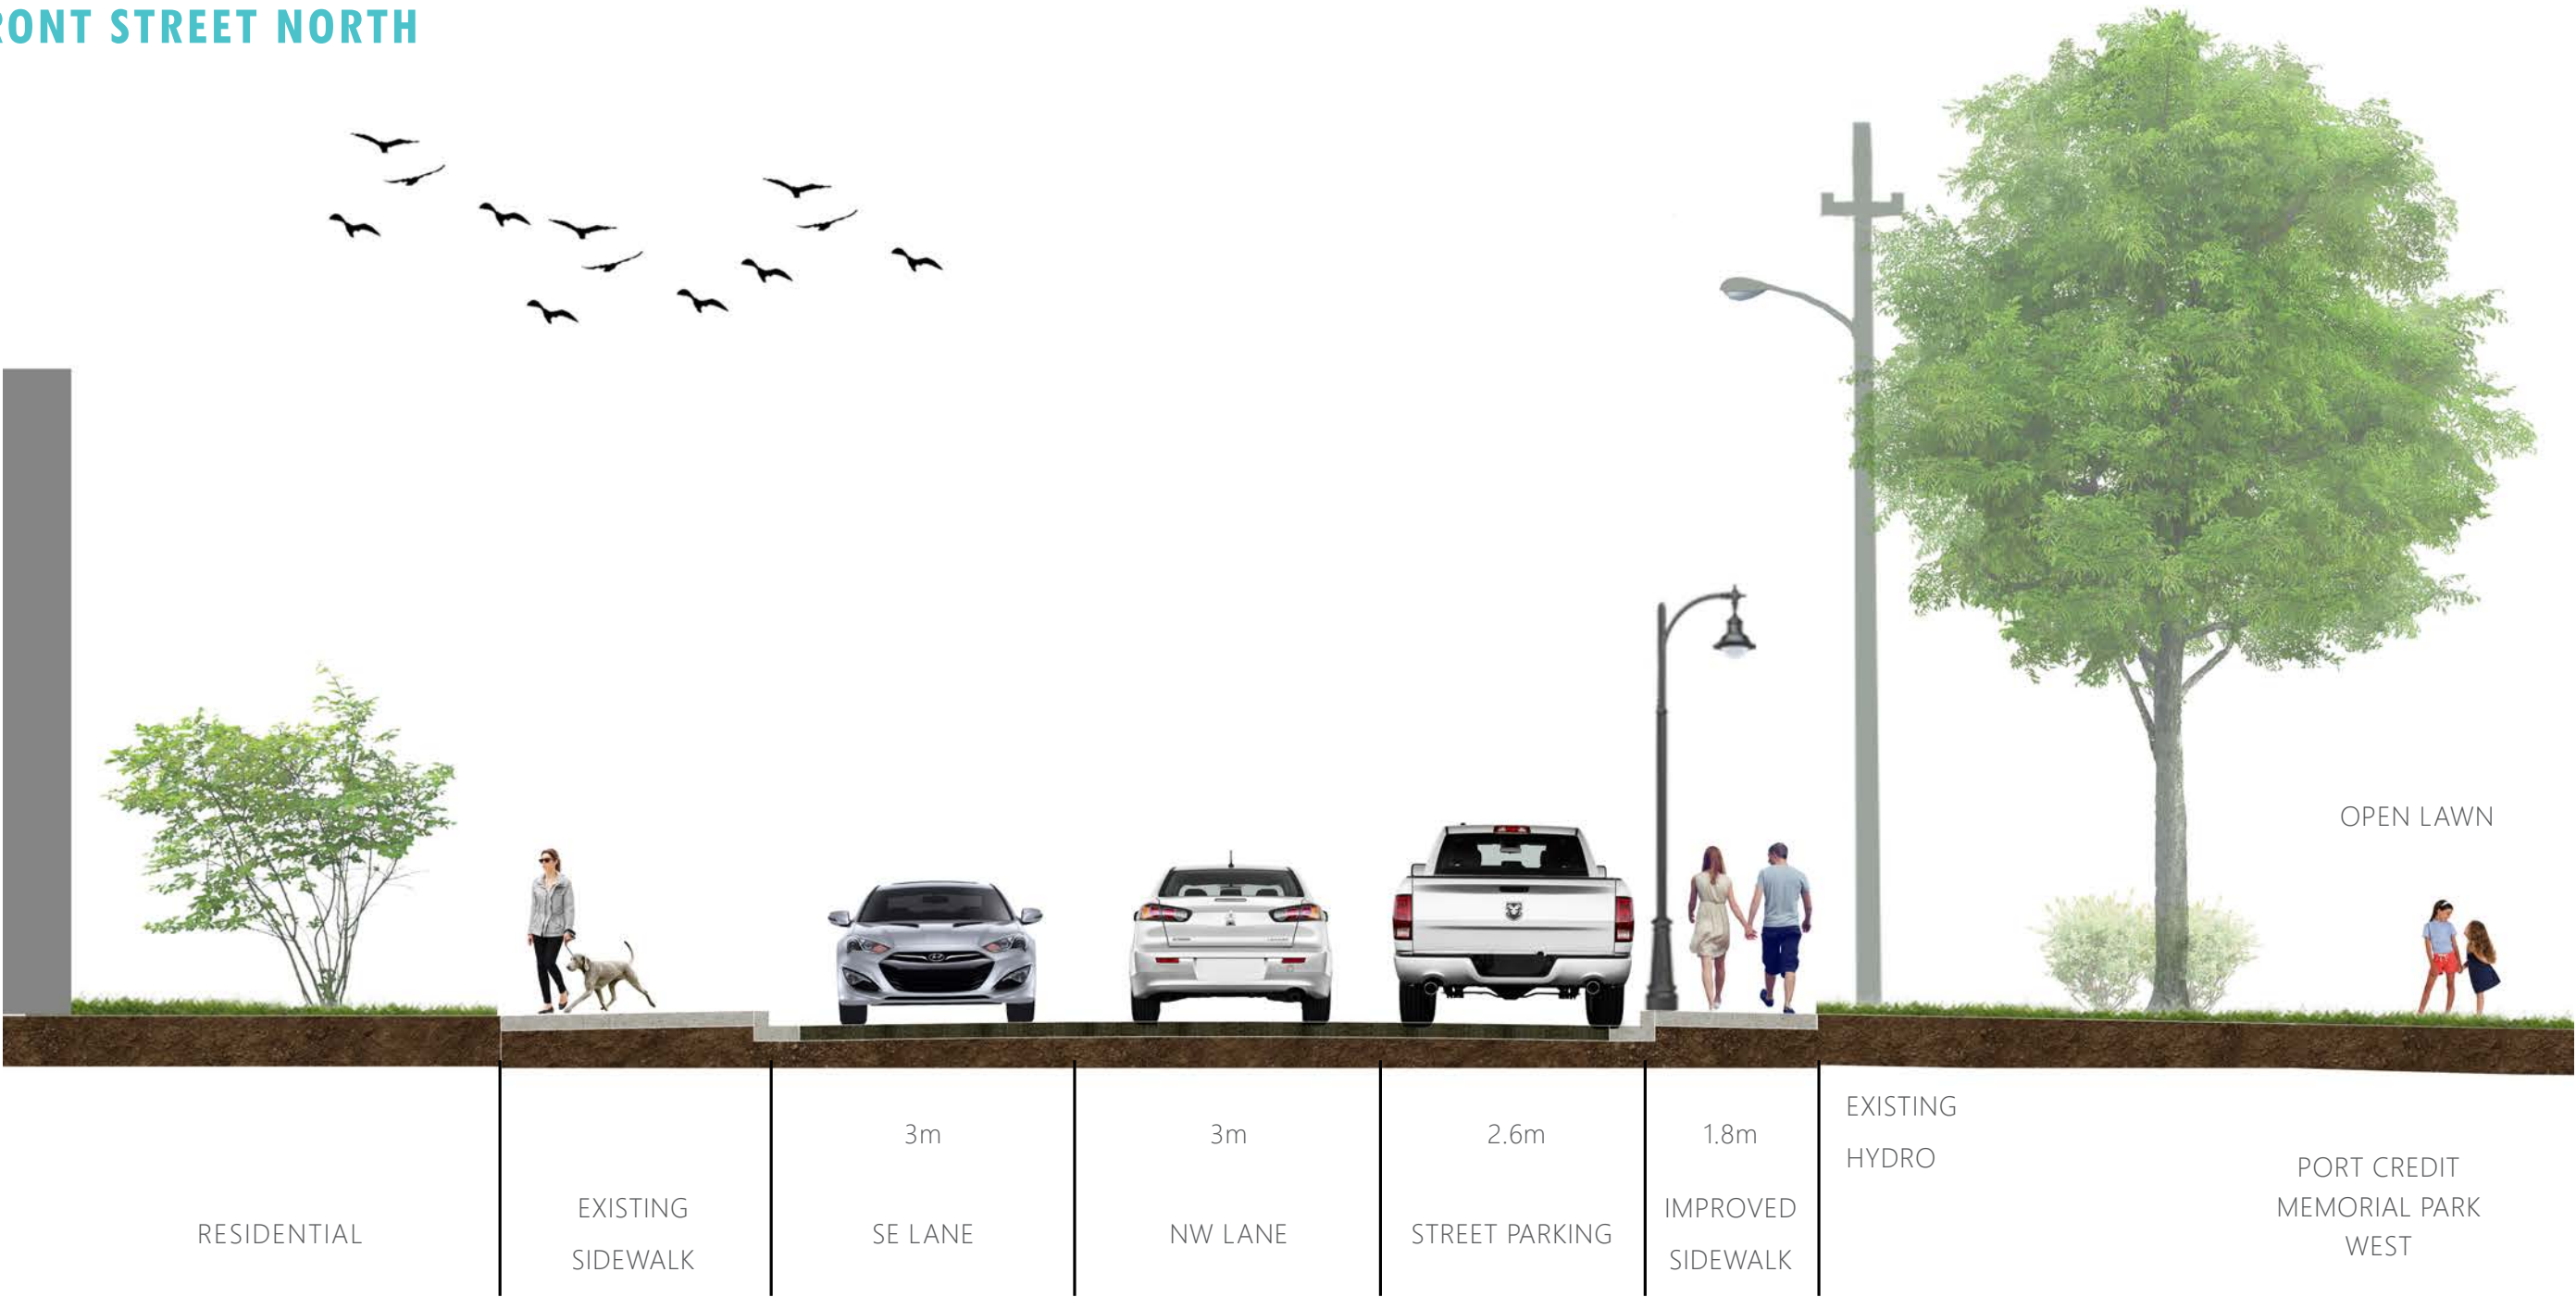 RONT STREET NORTH
OPEN LAWN
RESIDENTIAL
EXISTING
SIDEWALK
3m
SE LANE
3m
NW LANE
2.6m
STREET PARKING
1.8m
IMPROVED
SIDEWALK
EXISTING
HYDRO
PORT CREDIT
MEMORIAL PARK
WEST